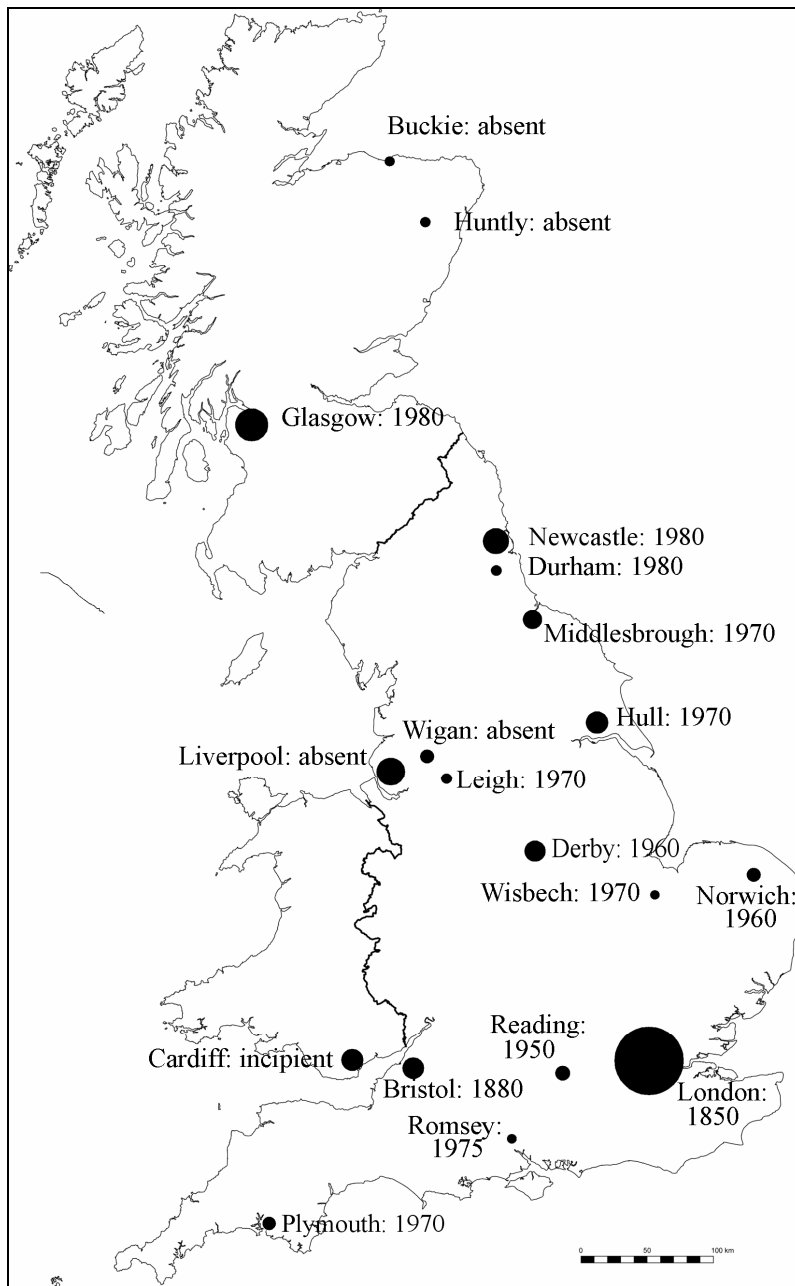 Buckie: absent
Huntly: absent
Glasgow: 1980
Newcastle: 1980
Durham: 1980
Middlesbrough: 1970
Hull: 1970
Wigan: absent
Liverpool: absent
Leigh: 1970
Derby: 1960
Wisbech: 1970
Norwich:
1960
Reading:
1950
Cardiff: incipient
Bristol: 1880
London:
1850
Romsey:
1975
Plymouth: 1970
0 50 100 km